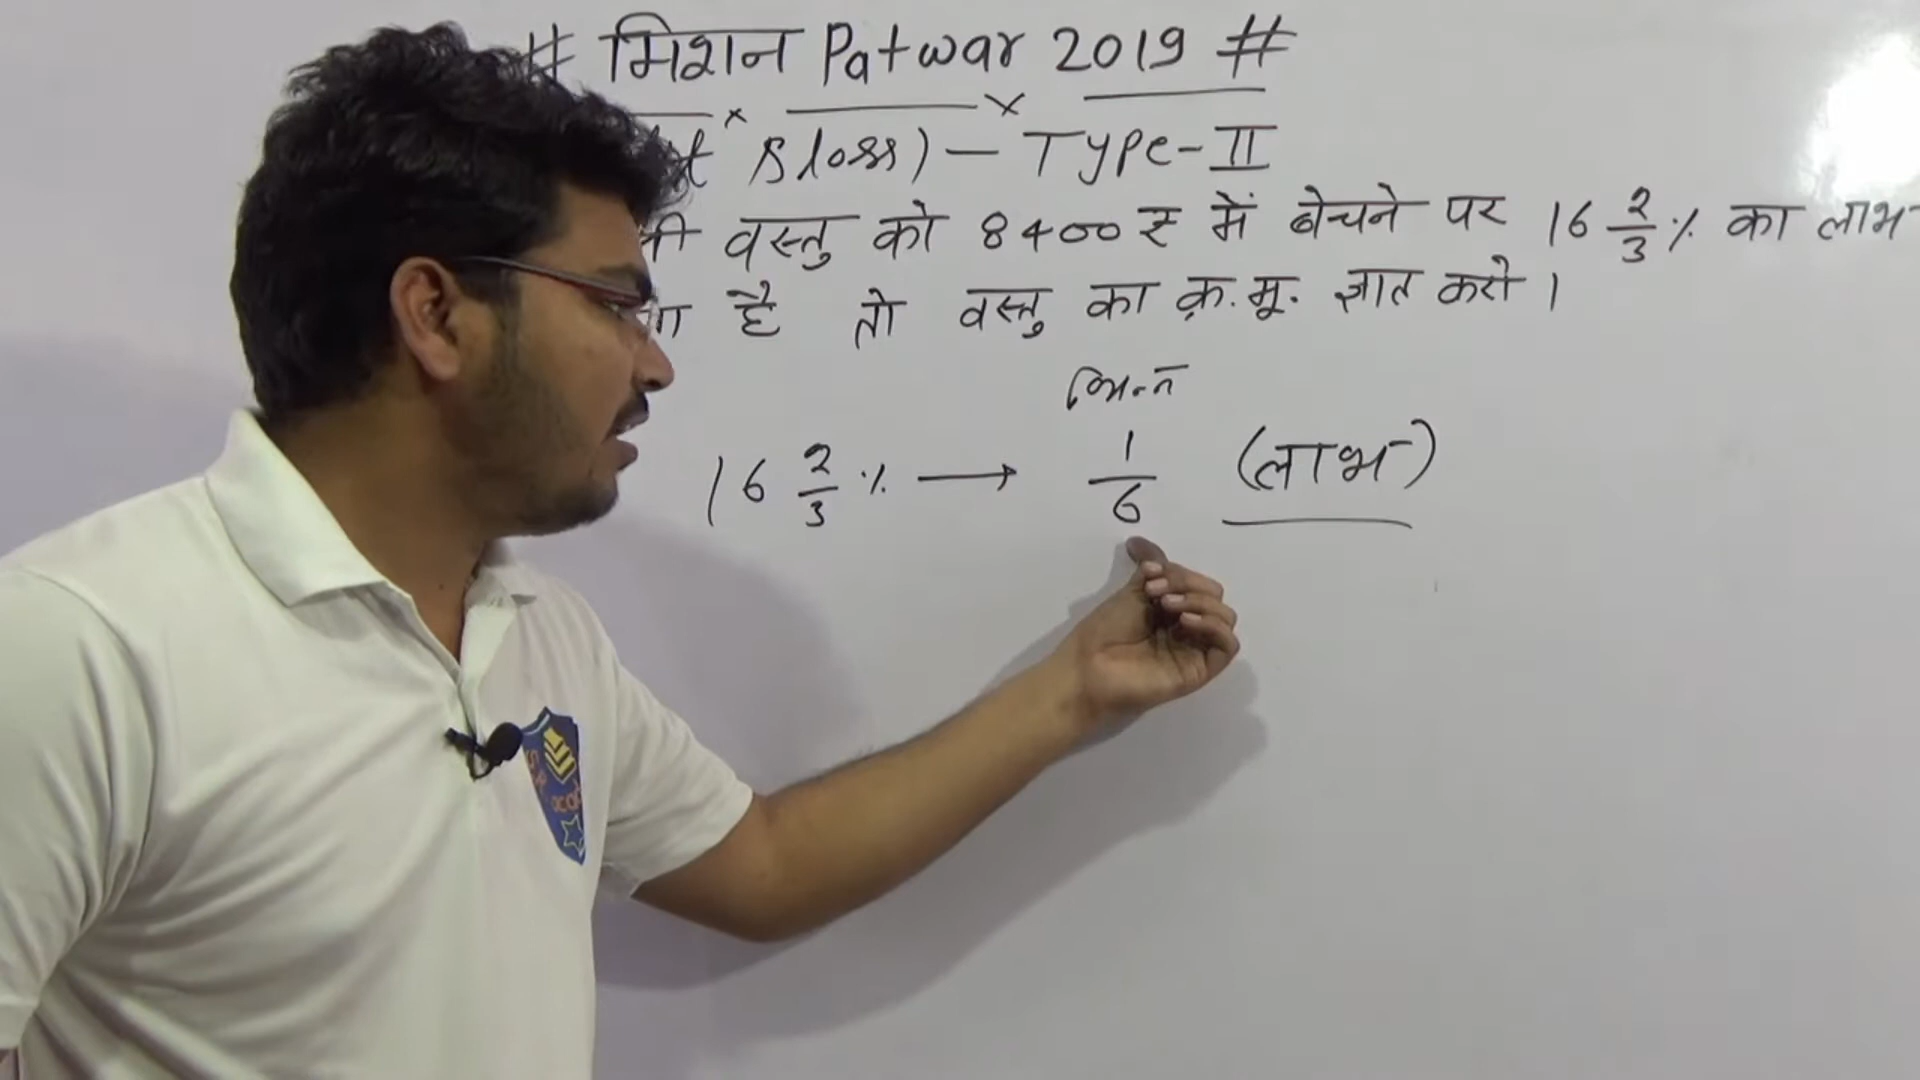 # मिशन Patwar 2019 #
& loss) - Type-II
वस्तु को 8400 ₹ में बेचने पर 16 2/3 % का लाभ
है तो वस्तु का क्र.मू. ज्ञात करो।
भिन्न
16 2/3 % → 1/6 (लाभ)